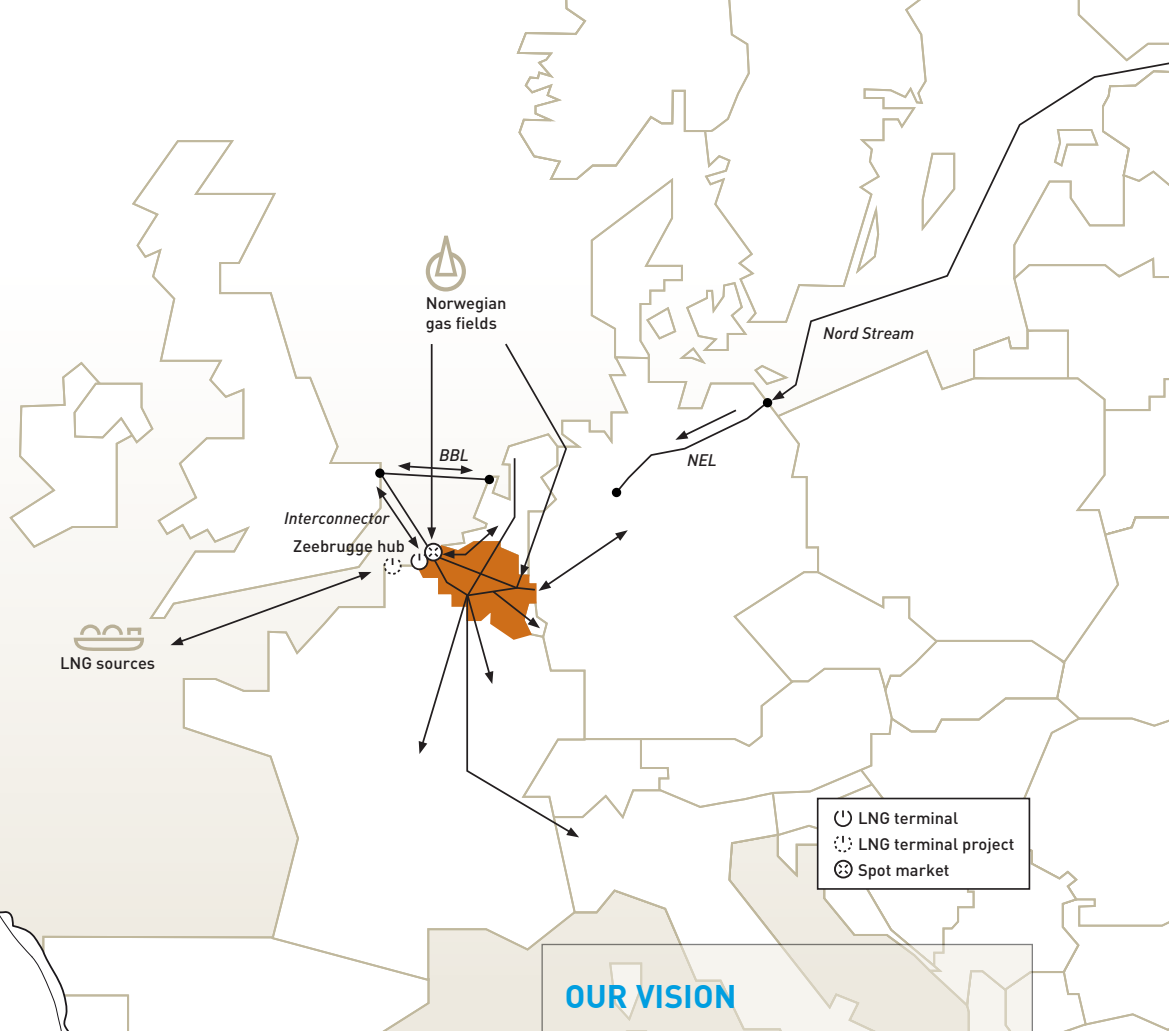 Norwegian
gas fields
Nord Stream
BBL
NEL
Interconnector
Zeebrugge hub
LNG sources
LNG terminal
LNG terminal project
Spot market
OUR VISION